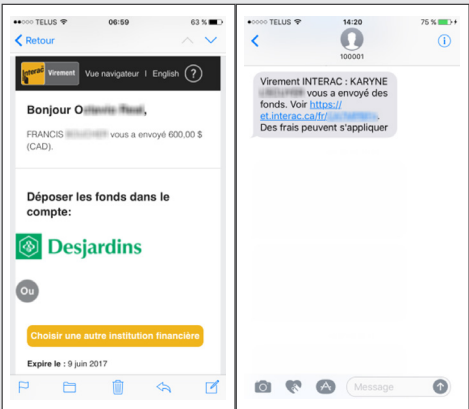 TELUS 06:59 63 %
Retour
Interac Virement Vue navigateur | English ?
Bonjour
FRANCIS vous a envoyé 600,00 $
(CAD).
Déposer les fonds dans le
compte:
Desjardins
Ou
Choisir une autre institution financière
Expire le : 9 juin 2017
TELUS 14:20 75 %
100001
Virement INTERAC : KARYNE
vous a envoyé des
fonds. Voir https://
et.interac.ca/fr/
Des frais peuvent s'appliquer
Message